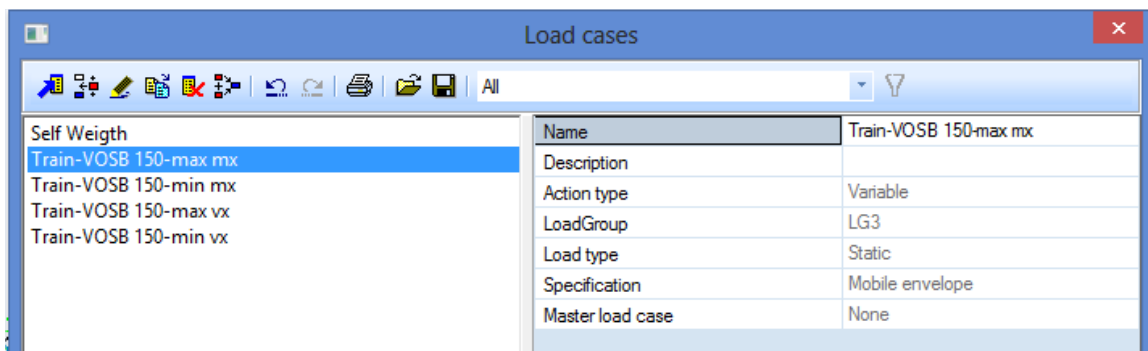 Load cases
All
Self Weigth
Train-VOSB 150-max mx
Train-VOSB 150-min mx
Train-VOSB 150-max vx
Train-VOSB 150-min vx
Name Train-VOSB 150-max mx
Description
Action type Variable
LoadGroup LG3
Load type Static
Specification Mobile envelope
Master load case None